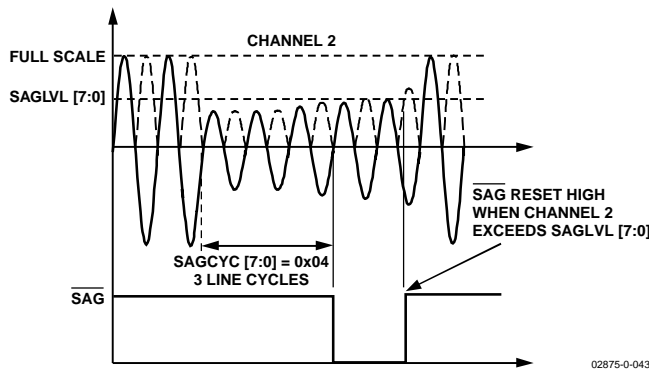 CHANNEL 2
FULL SCALE
SAGLVL [7:0]
SAG RESET HIGH
WHEN CHANNEL 2
EXCEEDS SAGLVL [7:0]
SAGCYC [7:0] = 0x04
3 LINE CYCLES
SAG
02875-0-043